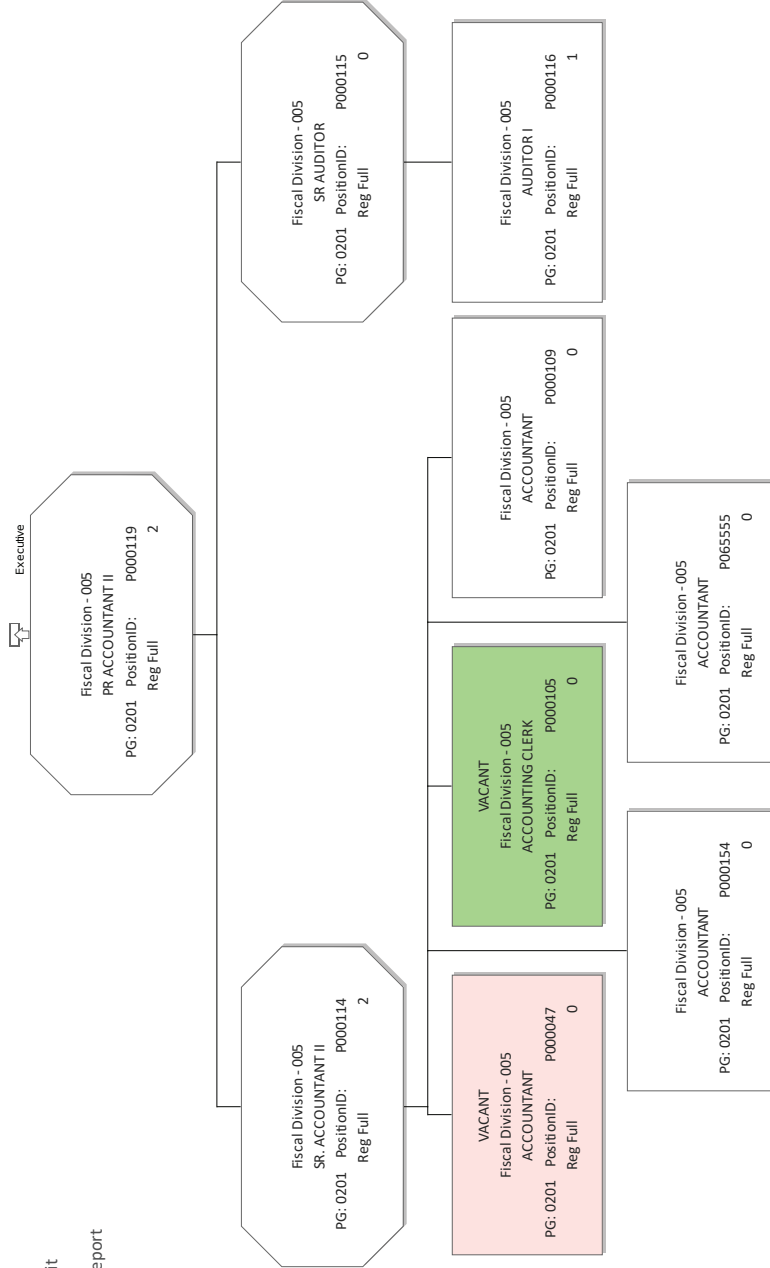 it
eport
Executive
Fiscal Division - 005
PR ACCOUNTANT II
PG: 0201 PositionID: P000119
Reg Full 2
Fiscal Division - 005
SR. ACCOUNTANT II
PG: 0201 PositionID: P000114
Reg Full 2
Fiscal Division - 005
SR AUDITOR
PG: 0201 PositionID: P000115
Reg Full 0
VACANT
Fiscal Division - 005
ACCOUNTANT
PG: 0201 PositionID: P000047
Reg Full 0
VACANT
Fiscal Division - 005
ACCOUNTING CLERK
PG: 0201 PositionID: P000105
Reg Full 0
Fiscal Division - 005
ACCOUNTANT
PG: 0201 PositionID: P000109
Reg Full 0
Fiscal Division - 005
AUDITOR I
PG: 0201 PositionID: P000116
Reg Full 1
Fiscal Division - 005
ACCOUNTANT
PG: 0201 PositionID: P000154
Reg Full 0
Fiscal Division - 005
ACCOUNTANT
PG: 0201 PositionID: P065555
Reg Full 0